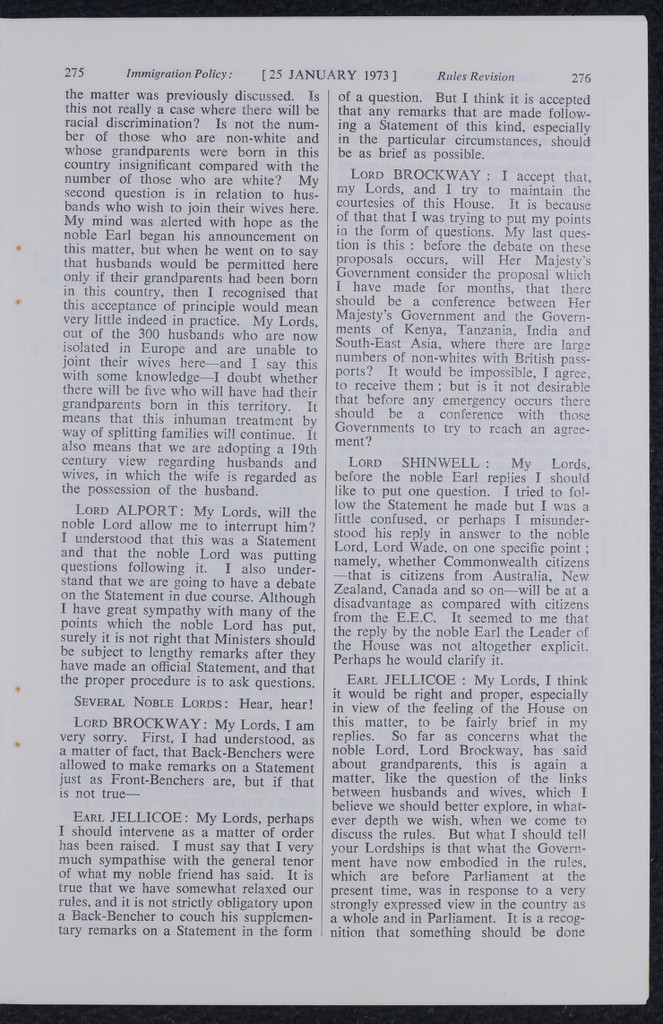 275 Immigration Policy: [ 25 JANUARY 1973 ] Rules Revision 276
the matter was previously discussed. Is
this not really a case where there will be
racial discrimination? Is not the num-
ber of those who are non-white and
whose grandparents were born in this
country insignificant compared with the
number of those who are white? My
second question is in relation to hus-
bands who wish to join their wives here.
My mind was alerted with hope as the
noble Earl began his announcement on
this matter, but when he went on to say
that husbands would be permitted here
only if their grandparents had been born
in this country, then I recognised that
this acceptance of principle would mean
very little indeed in practice. My Lords,
out of the 300 husbands who are now
isolated in Europe and are unable to
joint their wives here—and I say this
with some knowledge—I doubt whether
there will be five who will have had their
grandparents born in this territory. It
means that this inhuman treatment by
way of splitting families will continue. It
also means that we are adopting a 19th
century view regarding husbands and
wives, in which the wife is regarded as
the possession of the husband.
LORD ALPORT: My Lords, will the
noble Lord allow me to interrupt him?
I understood that this was a Statement
and that the noble Lord was putting
questions following it. I also under-
stand that we are going to have a debate
on the Statement in due course. Although
I have great sympathy with many of the
points which the noble Lord has put,
surely it is not right that Ministers should
be subject to lengthy remarks after they
have made an official Statement, and that
the proper procedure is to ask questions.
SEVERAL NOBLE LORDS: Hear, hear!
LORD BROCKWAY: My Lords, I am
very sorry. First, I had understood, as
a matter of fact, that Back-Benchers were
allowed to make remarks on a Statement
just as Front-Benchers are, but if that
is not true—
EARL JELLICOE: My Lords, perhaps
I should intervene as a matter of order
has been raised. I must say that I very
much sympathise with the general tenor
of what my noble friend has said. It is
true that we have somewhat relaxed our
rules, and it is not strictly obligatory upon
a Back-Bencher to couch his supplemen-
tary remarks on a Statement in the form
of a question. But I think it is accepted
that any remarks that are made follow-
ing a Statement of this kind, especially
in the particular circumstances, should
be as brief as possible.
LORD BROCKWAY : I accept that,
my Lords, and I try to maintain the
courtesies of this House. It is because
of that that I was trying to put my points
in the form of questions. My last ques-
tion is this : before the debate on these
proposals occurs, will Her Majesty's
Government consider the proposal which
I have made for months, that there
should be a conference between Her
Majesty's Government and the Govern-
ments of Kenya, Tanzania, India and
South-East Asia, where there are large
numbers of non-whites with British pass-
ports? It would be impossible, I agree,
to receive them ; but is it not desirable
that before any emergency occurs there
should be a conference with those
Governments to try to reach an agree-
ment?
LORD SHINWELL : My Lords,
before the noble Earl replies I should
like to put one question. I tried to fol-
low the Statement he made but I was a
little confused, or perhaps I misunder-
stood his reply in answer to the noble
Lord, Lord Wade, on one specific point ;
namely, whether Commonwealth citizens
—that is citizens from Australia, New
Zealand, Canada and so on—will be at a
disadvantage as compared with citizens
from the E.E.C. It seemed to me that
the reply by the noble Earl the Leader of
the House was not altogether explicit.
Perhaps he would clarify it.
EARL JELLICOE : My Lords, I think
it would be right and proper, especially
in view of the feeling of the House on
this matter, to be fairly brief in my
replies. So far as concerns what the
noble Lord, Lord Brockway, has said
about grandparents, this is again a
matter, like the question of the links
between husbands and wives, which I
believe we should better explore, in what-
ever depth we wish, when we come to
discuss the rules. But what I should tell
your Lordships is that what the Govern-
ment have now embodied in the rules,
which are before Parliament at the
present time, was in response to a very
strongly expressed view in the country as
a whole and in Parliament. It is a recog-
nition that something should be done